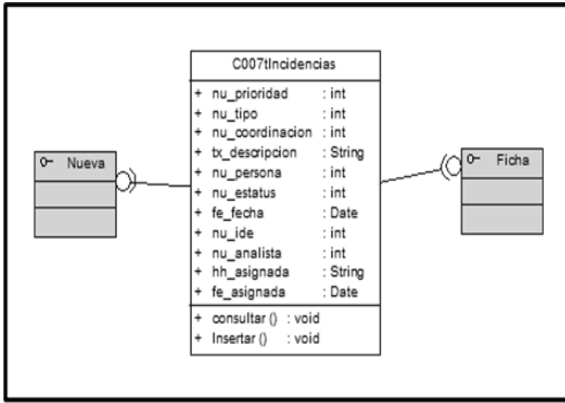 C007tIncidencias
+ nu_prioridad : int
+ nu_tipo : int
+ nu_coordinacion : int
+ tx_descripcion : String
+ nu_persona : int
+ nu_estatus : int
+ fe_fecha : Date
+ nu_ide : int
+ nu_analista : int
+ hh_asignada : String
+ fe_asignada : Date
+ consultar () : void
+ Insertar () : void
Nueva
Ficha